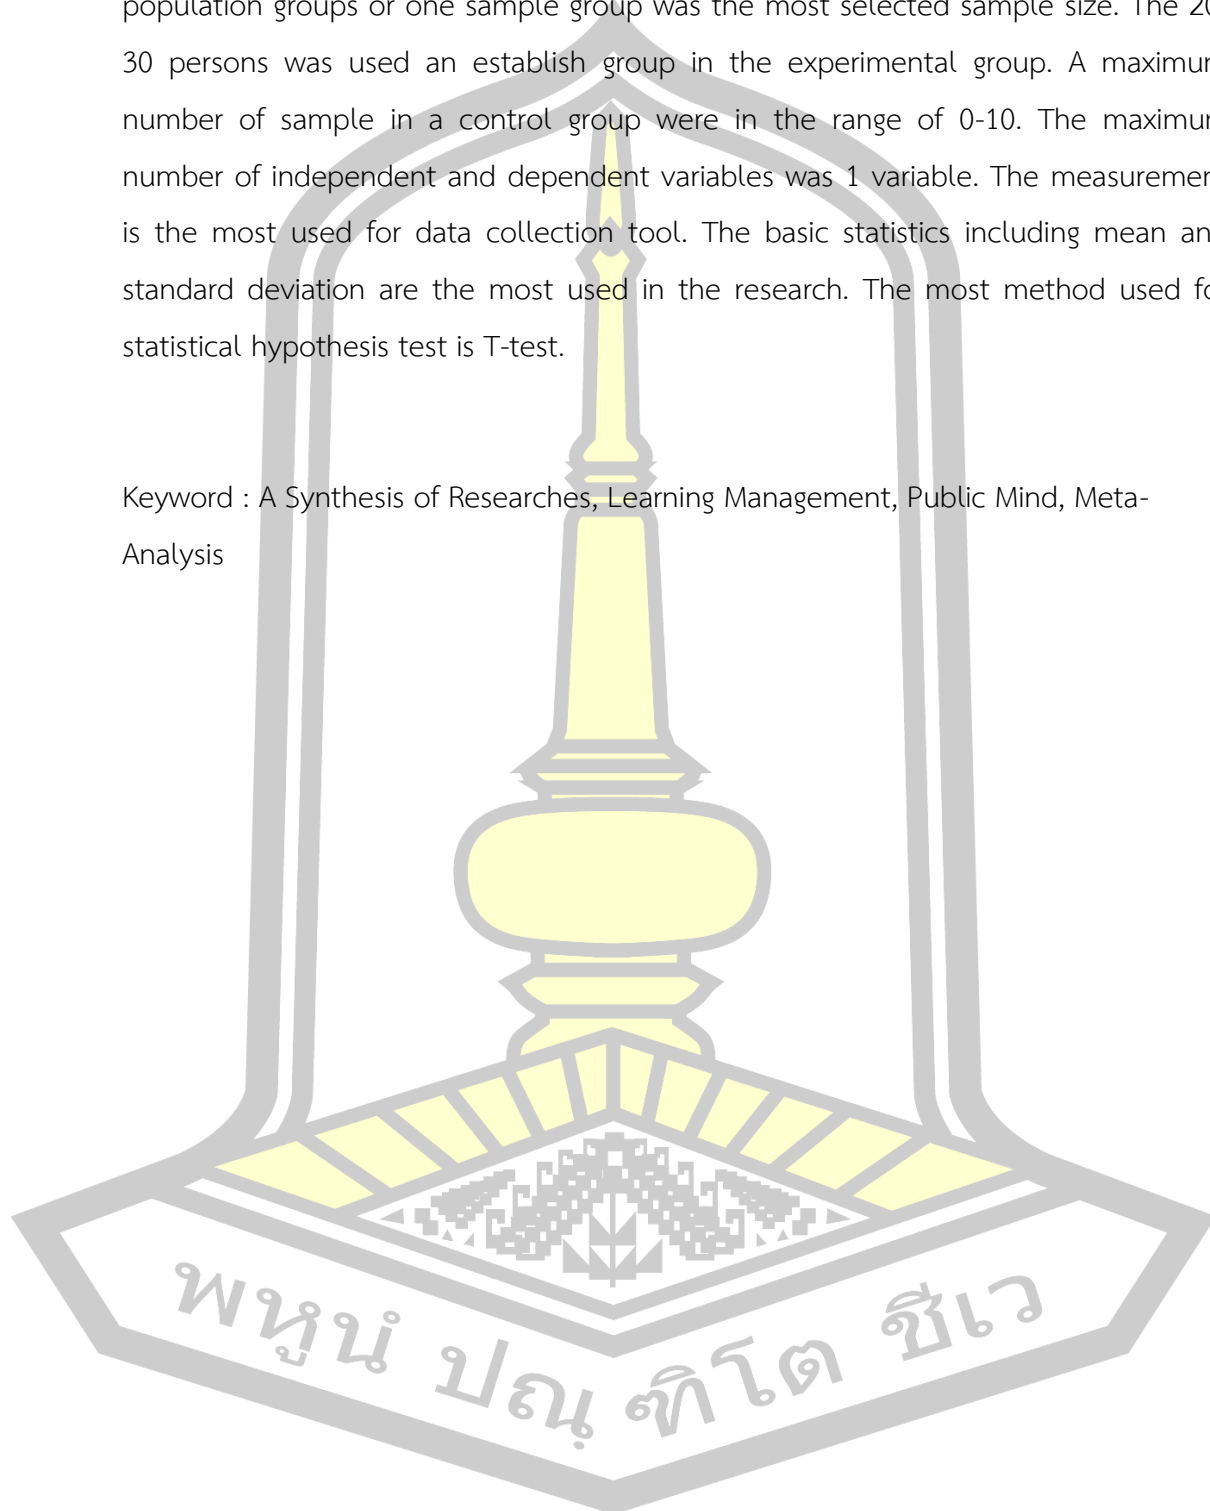 population groups or one sample group was the most selected sample size. The 20
30 persons was used an establish group in the experimental group. A maximum
number of sample in a control group were in the range of 0-10. The maximum
number of independent and dependent variables was 1 variable. The measuremen
is the most used for data collection tool. The basic statistics including mean an
standard deviation are the most used in the research. The most method used fo
statistical hypothesis test is T-test.
Keyword : A Synthesis of Researches, Learning Management, Public Mind, Meta-
Analysis
พหูนํ ปณฺฑิโต ชีเว